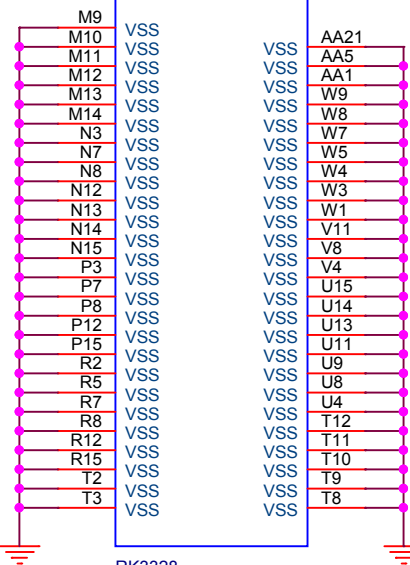 M9 VSS
M10 VSS VSS AA21
M11 VSS VSS AA5
M12 VSS VSS AA1
M13 VSS VSS W9
M14 VSS VSS W8
N3 VSS VSS W7
N7 VSS VSS W5
N8 VSS VSS W4
N12 VSS VSS W3
N13 VSS VSS W1
N14 VSS VSS V11
N15 VSS VSS V8
P3 VSS VSS V4
P7 VSS VSS U15
P8 VSS VSS U14
P12 VSS VSS U13
P15 VSS VSS U11
R2 VSS VSS U9
R5 VSS VSS U8
R7 VSS VSS U4
R8 VSS VSS T12
R12 VSS VSS T11
R15 VSS VSS T10
T2 VSS VSS T9
T3 VSS VSS T8
RK3328